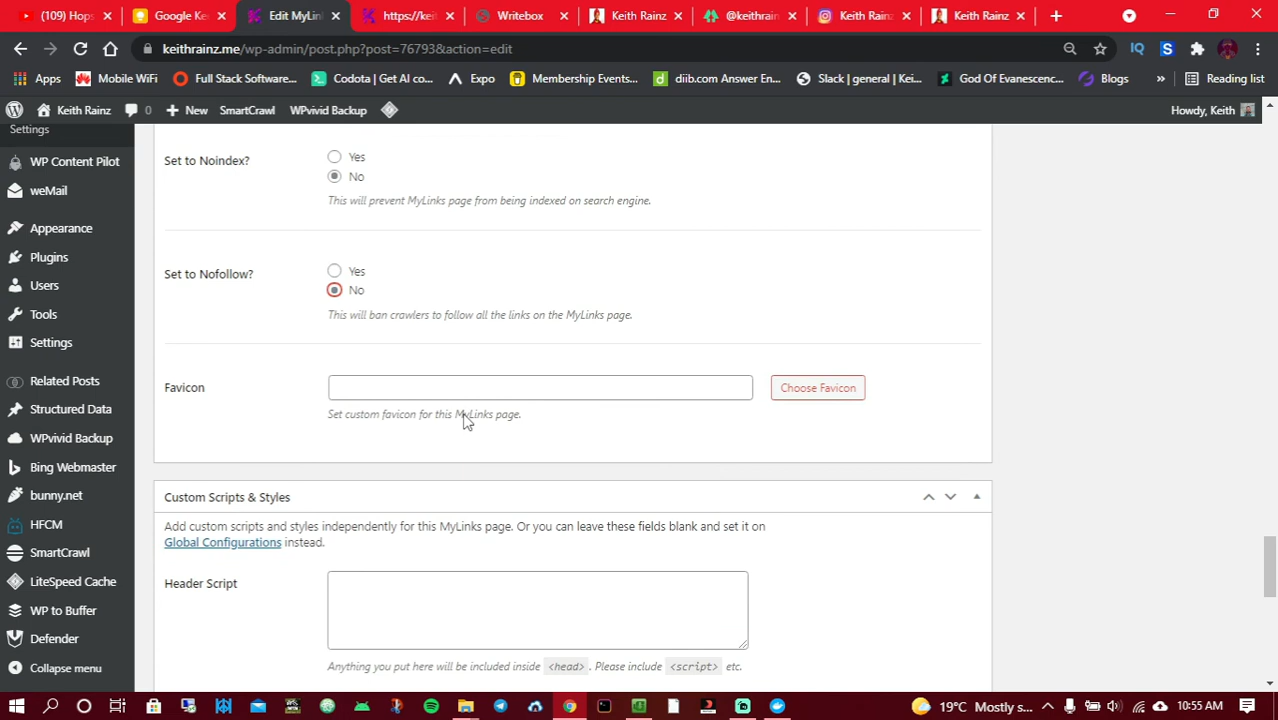 (109) Hops
Google Ke
Edit MyLin
https://kei
Writebox
Keith Rainz
@keithrain
Keith Rain
Keith Rainz
keithrainz.me/wp-admin/post.php?post=76793&action=edit
Apps
Mobile WiFi
Full Stack Software...
Codota | Get AI co...
Expo
Membership Events...
diib.com Answer En...
Slack | general | Kei...
God Of Evanescenc...
Blogs
»
Reading list
Keith Rainz
0
New
SmartCrawl
WPvivid Backup
Howdy, Keith
Settings
WP Content Pilot
weMail
Appearance
Plugins
Users
Tools
Settings
Related Posts
Structured Data
WPvivid Backup
Bing Webmaster
bunny.net
HFCM
SmartCrawl
LiteSpeed Cache
WP to Buffer
Defender
Collapse menu
Set to Noindex?
Yes
No
This will prevent MyLinks page from being indexed on search engine.
Set to Nofollow?
Yes
No
This will ban crawlers to follow all the links on the MyLinks page.
Favicon
Choose Favicon
Set custom favicon for this MyLinks page.
Custom Scripts & Styles
Add custom scripts and styles independently for this MyLinks page. Or you can leave these fields blank and set it on
Global Configurations instead.
Header Script
Anything you put here will be included inside <head> . Please include <script> etc.
19°C Mostly s...
10:55 AM